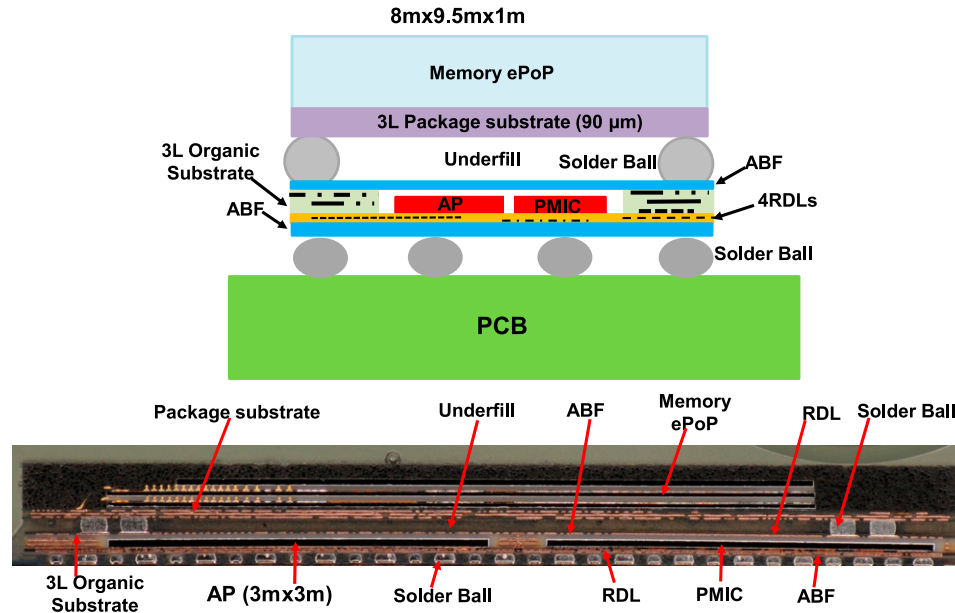 8mx9.5mx1m
Memory ePoP
3L Package substrate (90 μm)
3L Organic
Substrate
Underfill
Solder Ball
ABF
ABF
AP
PMIC
4RDLs
Solder Ball
PCB
Package substrate
Underfill
ABF
Memory
ePoP
RDL
Solder Ball
3L Organic
Substrate
AP (3mx3m)
Solder Ball
RDL
PMIC
ABF